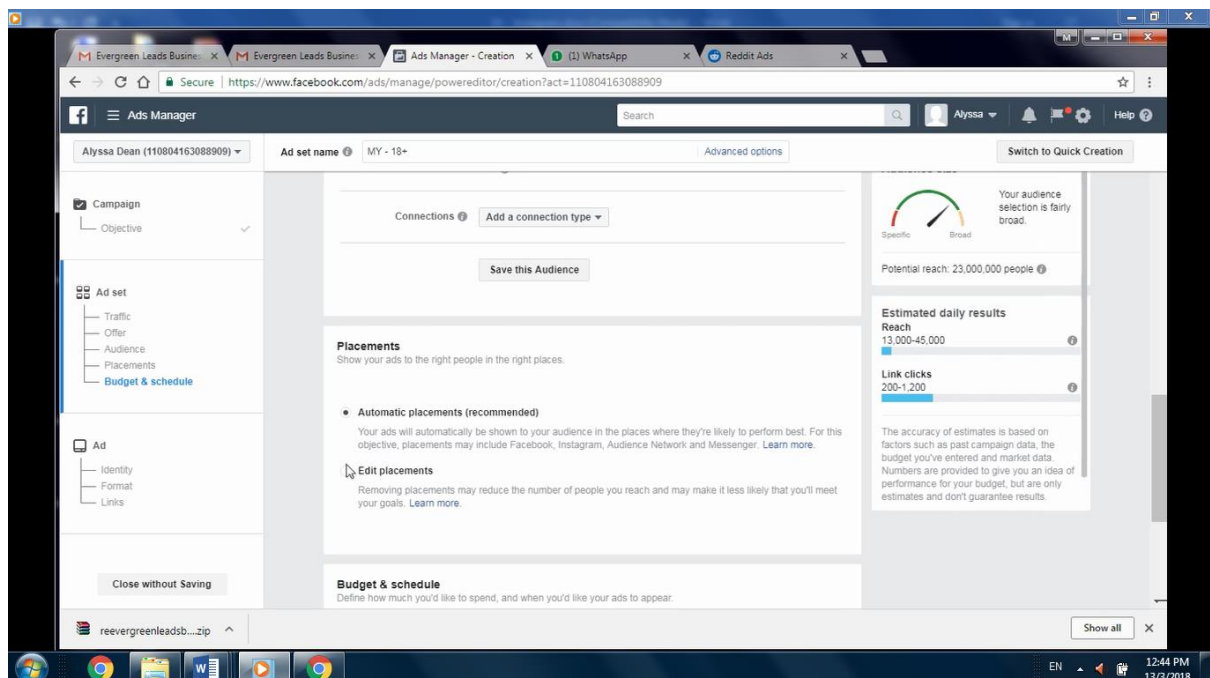 M
Evergreen Leads Busines
Evergreen Leads Busines
Ads Manager - Creation
(1) WhatsApp
Reddit Ads
Secure
https://www.facebook.com/ads/manage/powereditor/creation?act=110804163088909
Ads Manager
Search
Alyssa
Help
Alyssa Dean (110804163088909)
Ad set name
MY - 18+
Advanced options
Switch to Quick Creation
Campaign
Objective
Ad set
Traffic
Offer
Audience
Placements
Budget & schedule
Ad
Identity
Format
Links
Close without Saving
Connections
Add a connection type
Save this Audience
Placements
Show your ads to the right people in the right places.
Automatic placements (recommended)
Your ads will automatically be shown to your audience in the places where they're likely to perform best. For this
objective, placements may include Facebook, Instagram, Audience Network and Messenger. Learn more.
Edit placements
Removing placements may reduce the number of people you reach and may make it less likely that you'll meet
your goals. Learn more.
Budget & schedule
Define how much you'd like to spend, and when you'd like your ads to appear.
Your audience
selection is fairly
broad.
Specific
Broad
Potential reach: 23,000,000 people
Estimated daily results
Reach
13,000-45,000
Link clicks
200-1,200
The accuracy of estimates is based on
factors such as past campaign data, the
budget you've entered and market data.
Numbers are provided to give you an idea of
performance for your budget, but are only
estimates and don't guarantee results.
reevergreenleadsb....zip
Show all
EN
12:44 PM
13/3/2018